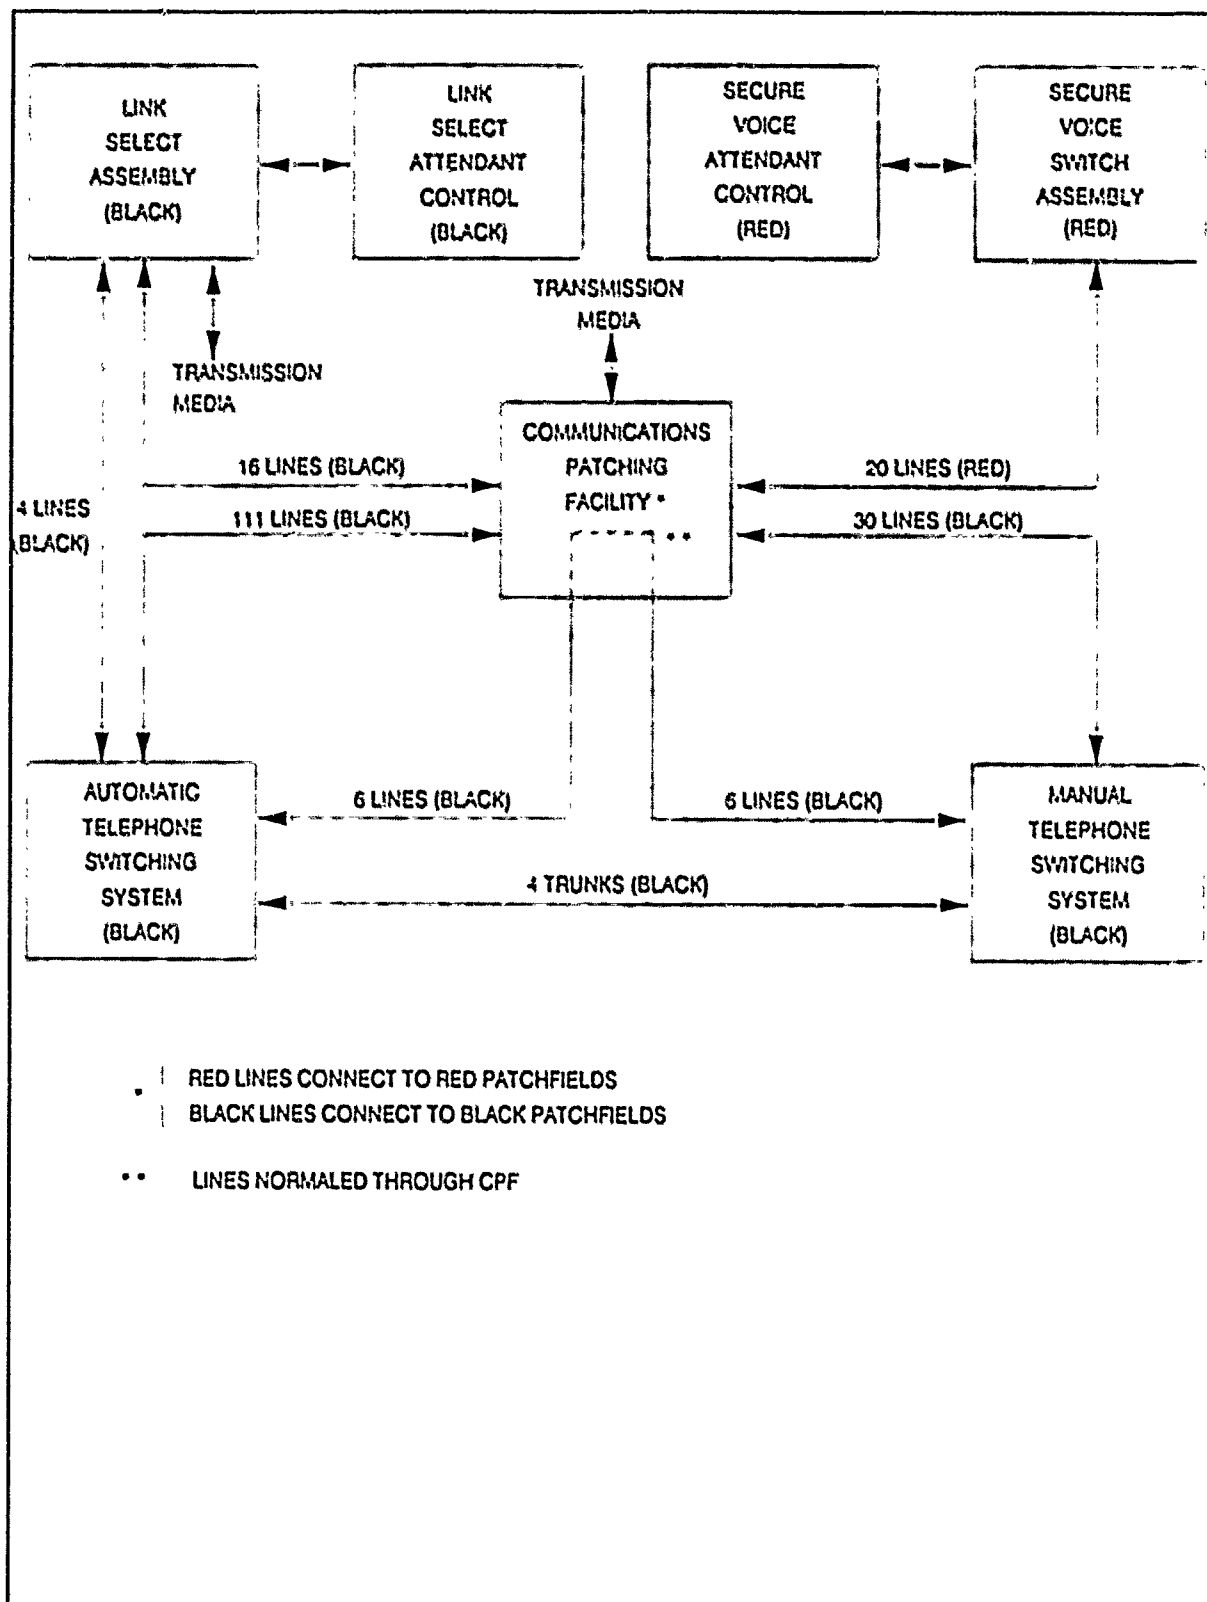 LINK
SELECT
ASSEMBLY
(BLACK)
LINK
SELECT
ATTENDANT
CONTROL
(BLACK)
SECURE
VOICE
ATTENDANT
CONTROL
(RED)
SECURE
VOICE
SWITCH
ASSEMBLY
(RED)
TRANSMISSION
MEDIA
TRANSMISSION
MEDIA
COMMUNICATIONS
PATCHING
FACILITY *
* *
16 LINES (BLACK)
111 LINES (BLACK)
20 LINES (RED)
30 LINES (BLACK)
4 LINES
(BLACK)
AUTOMATIC
TELEPHONE
SWITCHING
SYSTEM
(BLACK)
6 LINES (BLACK)
6 LINES (BLACK)
4 TRUNKS (BLACK)
MANUAL
TELEPHONE
SWITCHING
SYSTEM
(BLACK)
* RED LINES CONNECT TO RED PATCHFIELDS
BLACK LINES CONNECT TO BLACK PATCHFIELDS
* * LINES NORMALED THROUGH CPF